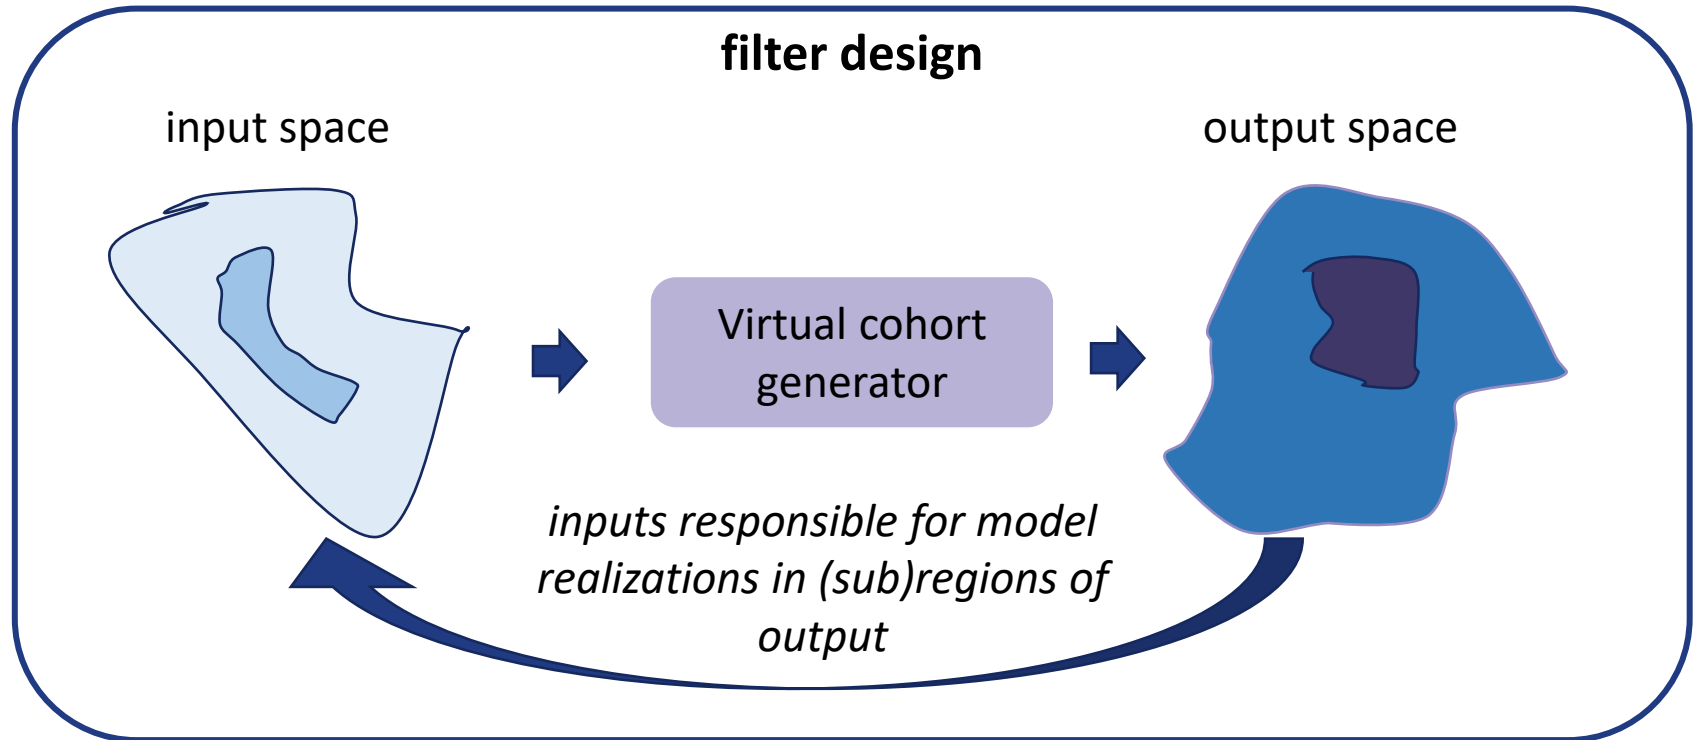 filter design
input space
output space
Virtual cohort
generator
inputs responsible for model
realizations in (sub)regions of
output